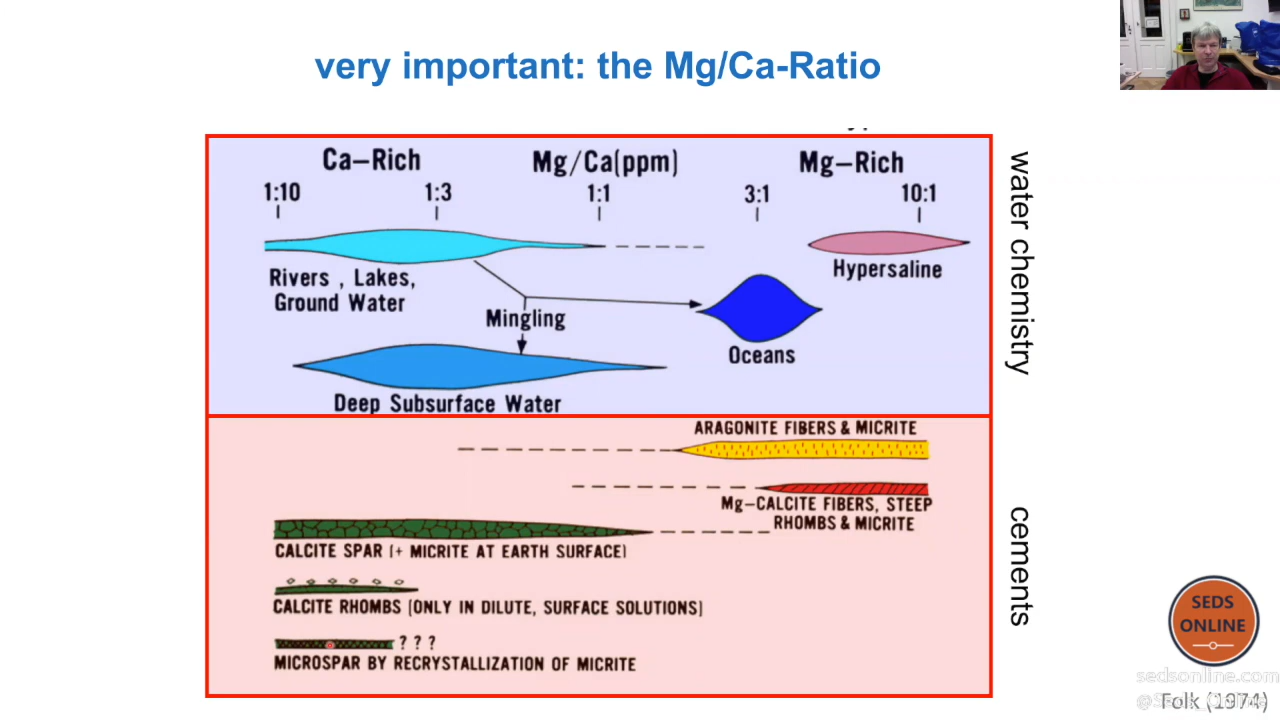 very important: the Mg/Ca-Ratio
Ca–Rich Mg/Ca(ppm) Mg–Rich
1:10 1:3 1:1 3:1 10:1
Rivers , Lakes,
Ground Water
Hypersaline
Mingling
Oceans
Deep Subsurface Water
water chemistry
ARAGONITE FIBERS & MICRITE
Mg–CALCITE FIBERS, STEEP
RHOMBS & MICRITE
CALCITE SPAR (+ MICRITE AT EARTH SURFACE)
CALCITE RHOMBS (ONLY IN DILUTE, SURFACE SOLUTIONS)
? ? ?
MICROSPAR BY RECRYSTALLIZATION OF MICRITE
cements
SEDS
ONLINE
sedsonline.com
Folk (1974)